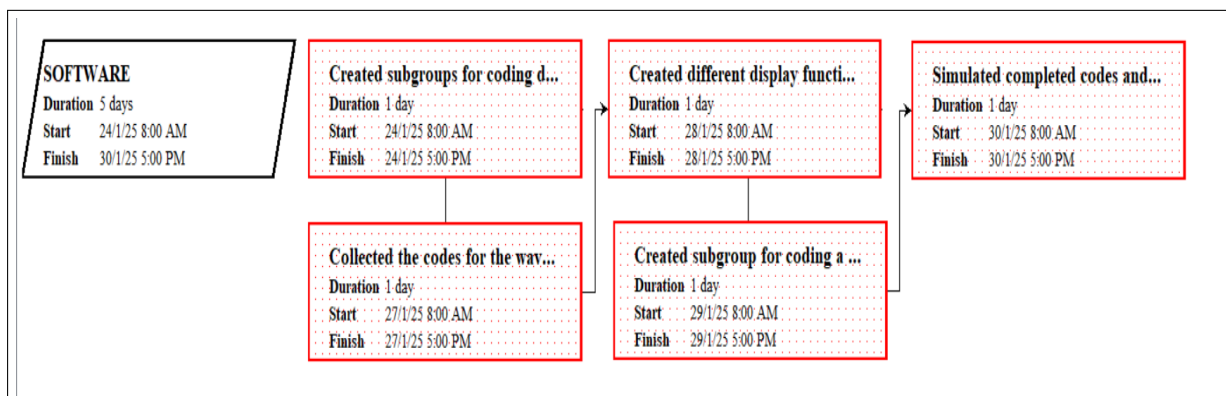 SOFTWARE
Duration 5 days
Start 24/1/25 8:00 AM
Finish 30/1/25 5:00 PM
Created subgroups for coding d...
Duration 1 day
Start 24/1/25 8:00 AM
Finish 24/1/25 5:00 PM
Collected the codes for the wav...
Duration 1 day
Start 27/1/25 8:00 AM
Finish 27/1/25 5:00 PM
Created different display functi...
Duration 1 day
Start 28/1/25 8:00 AM
Finish 28/1/25 5:00 PM
Created subgroup for coding a ...
Duration 1 day
Start 29/1/25 8:00 AM
Finish 29/1/25 5:00 PM
Simulated completed codes and...
Duration 1 day
Start 30/1/25 8:00 AM
Finish 30/1/25 5:00 PM